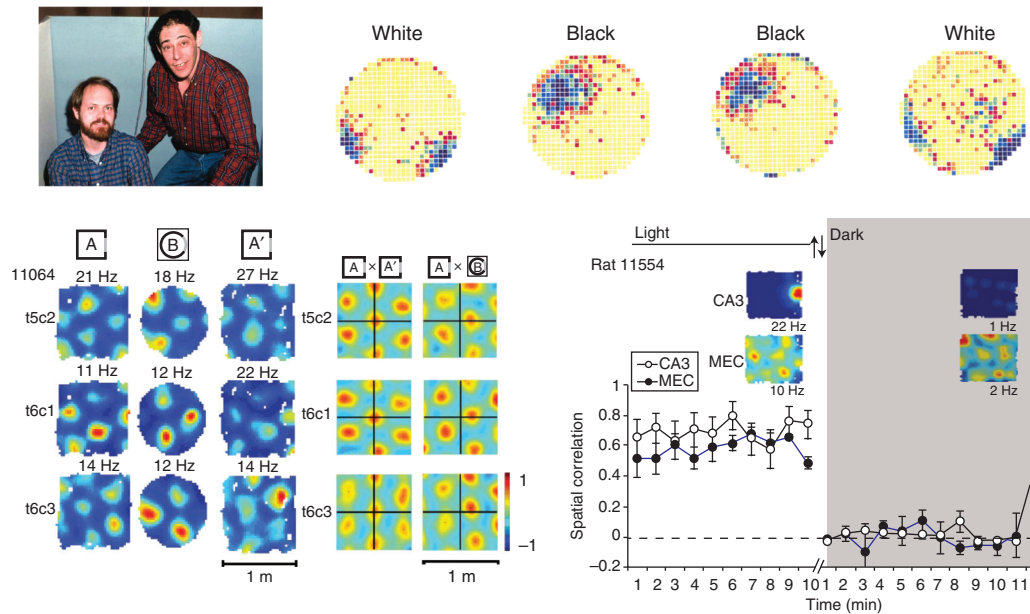 White
Black
Black
White
A
B
A′
11064
21 Hz
18 Hz
27 Hz
t5c2
11 Hz
12 Hz
22 Hz
t6c1
14 Hz
12 Hz
14 Hz
t6c3
1 m
A × A′
A × B
t5c2
t6c1
t6c3
1
–1
1 m
Light
Dark
Rat 11554
CA3
22 Hz
1 Hz
MEC
10 Hz
2 Hz
CA3
MEC
Spatial correlation
1.0
0.8
0.6
0.4
0.2
0
–0.2
1 2 3 4 5 6 7 8 9 10 1 2 3 4 5 6 7 8 9 10 11
Time (min)